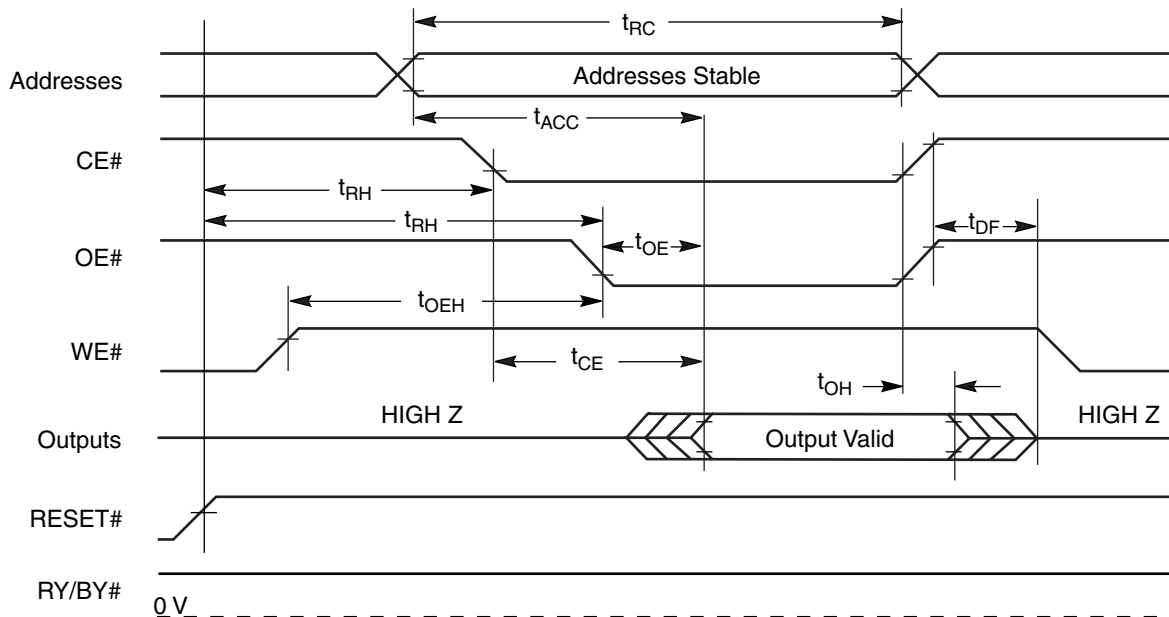 tRC
Addresses
Addresses Stable
tACC
CE#
tRH
tRH
tOE
tDF
OE#
tOEH
WE#
tCE
tOH
HIGH Z
HIGH Z
Outputs
Output Valid
RESET#
RY/BY#
0 V